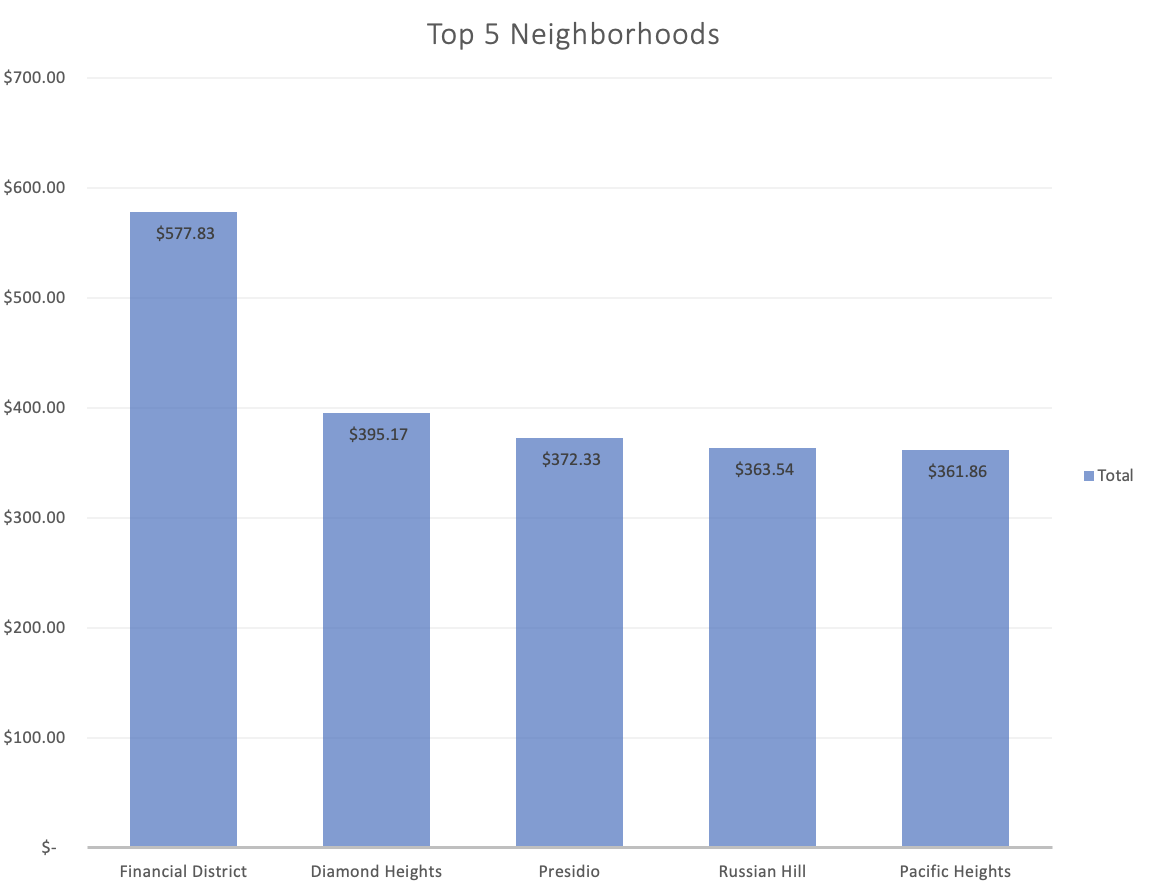 Top 5 Neighborhoods
$700.00
$600.00
$500.00
$400.00
$300.00
$200.00
$100.00
$-
$577.83
$395.17
$372.33
$363.54
$361.86
Financial District
Diamond Heights
Presidio
Russian Hill
Pacific Heights
Total